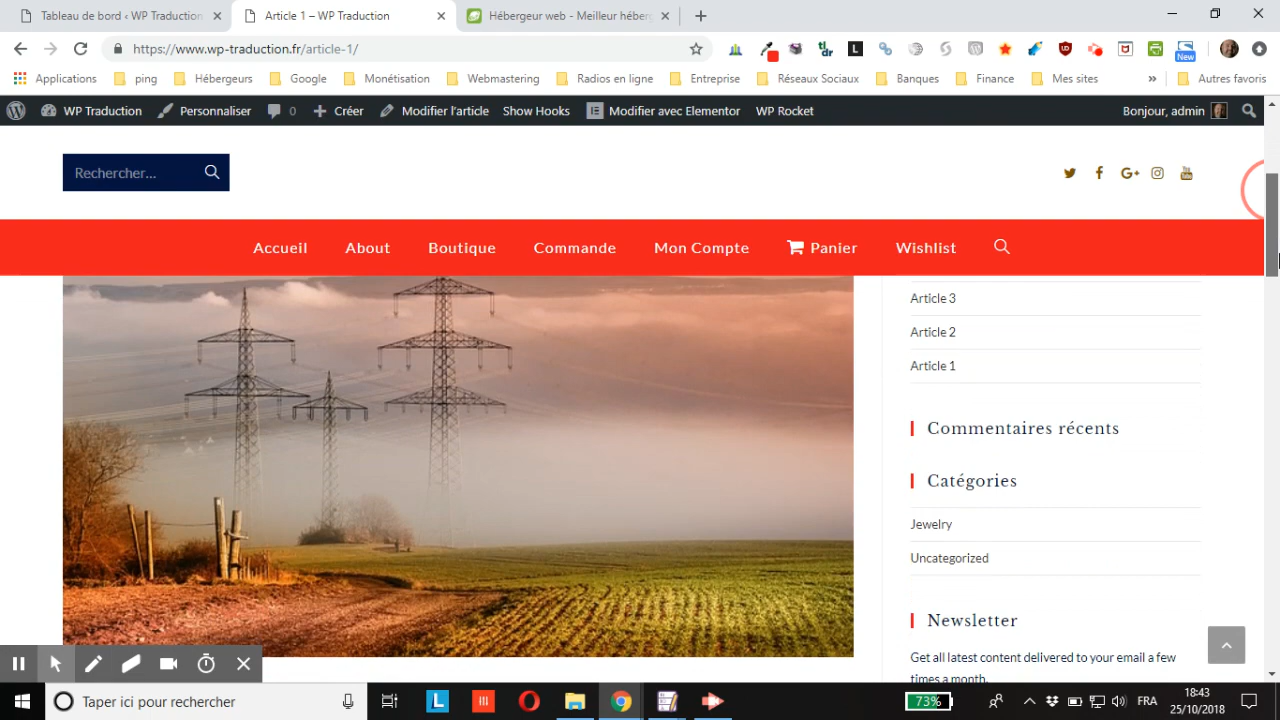 Tableau de bord ‹ WP Traduction
Article 1 – WP Traduction
Hébergeur web - Meilleur héber
https://www.wp-traduction.fr/article-1/
tldr
L
New
Applications
ping
Hébergeurs
Google
Monétisation
Webmastering
Radios en ligne
Entreprise
Réseaux Sociaux
Banques
Finance
Mes sites
»
Autres favoris
WP Traduction
Personnaliser
0
Créer
Modifier l'article
Show Hooks
Modifier avec Elementor
WP Rocket
Bonjour, admin
Rechercher...
Accueil
About
Boutique
Commande
Mon Compte
Panier
Wishlist
Article 3
Article 2
Article 1
Commentaires récents
Catégories
Jewelry
Uncategorized
Newsletter
Get all latest content delivered to your email a few
times a month.
Taper ici pour rechercher
L
73%
FRA
18:43
25/10/2018